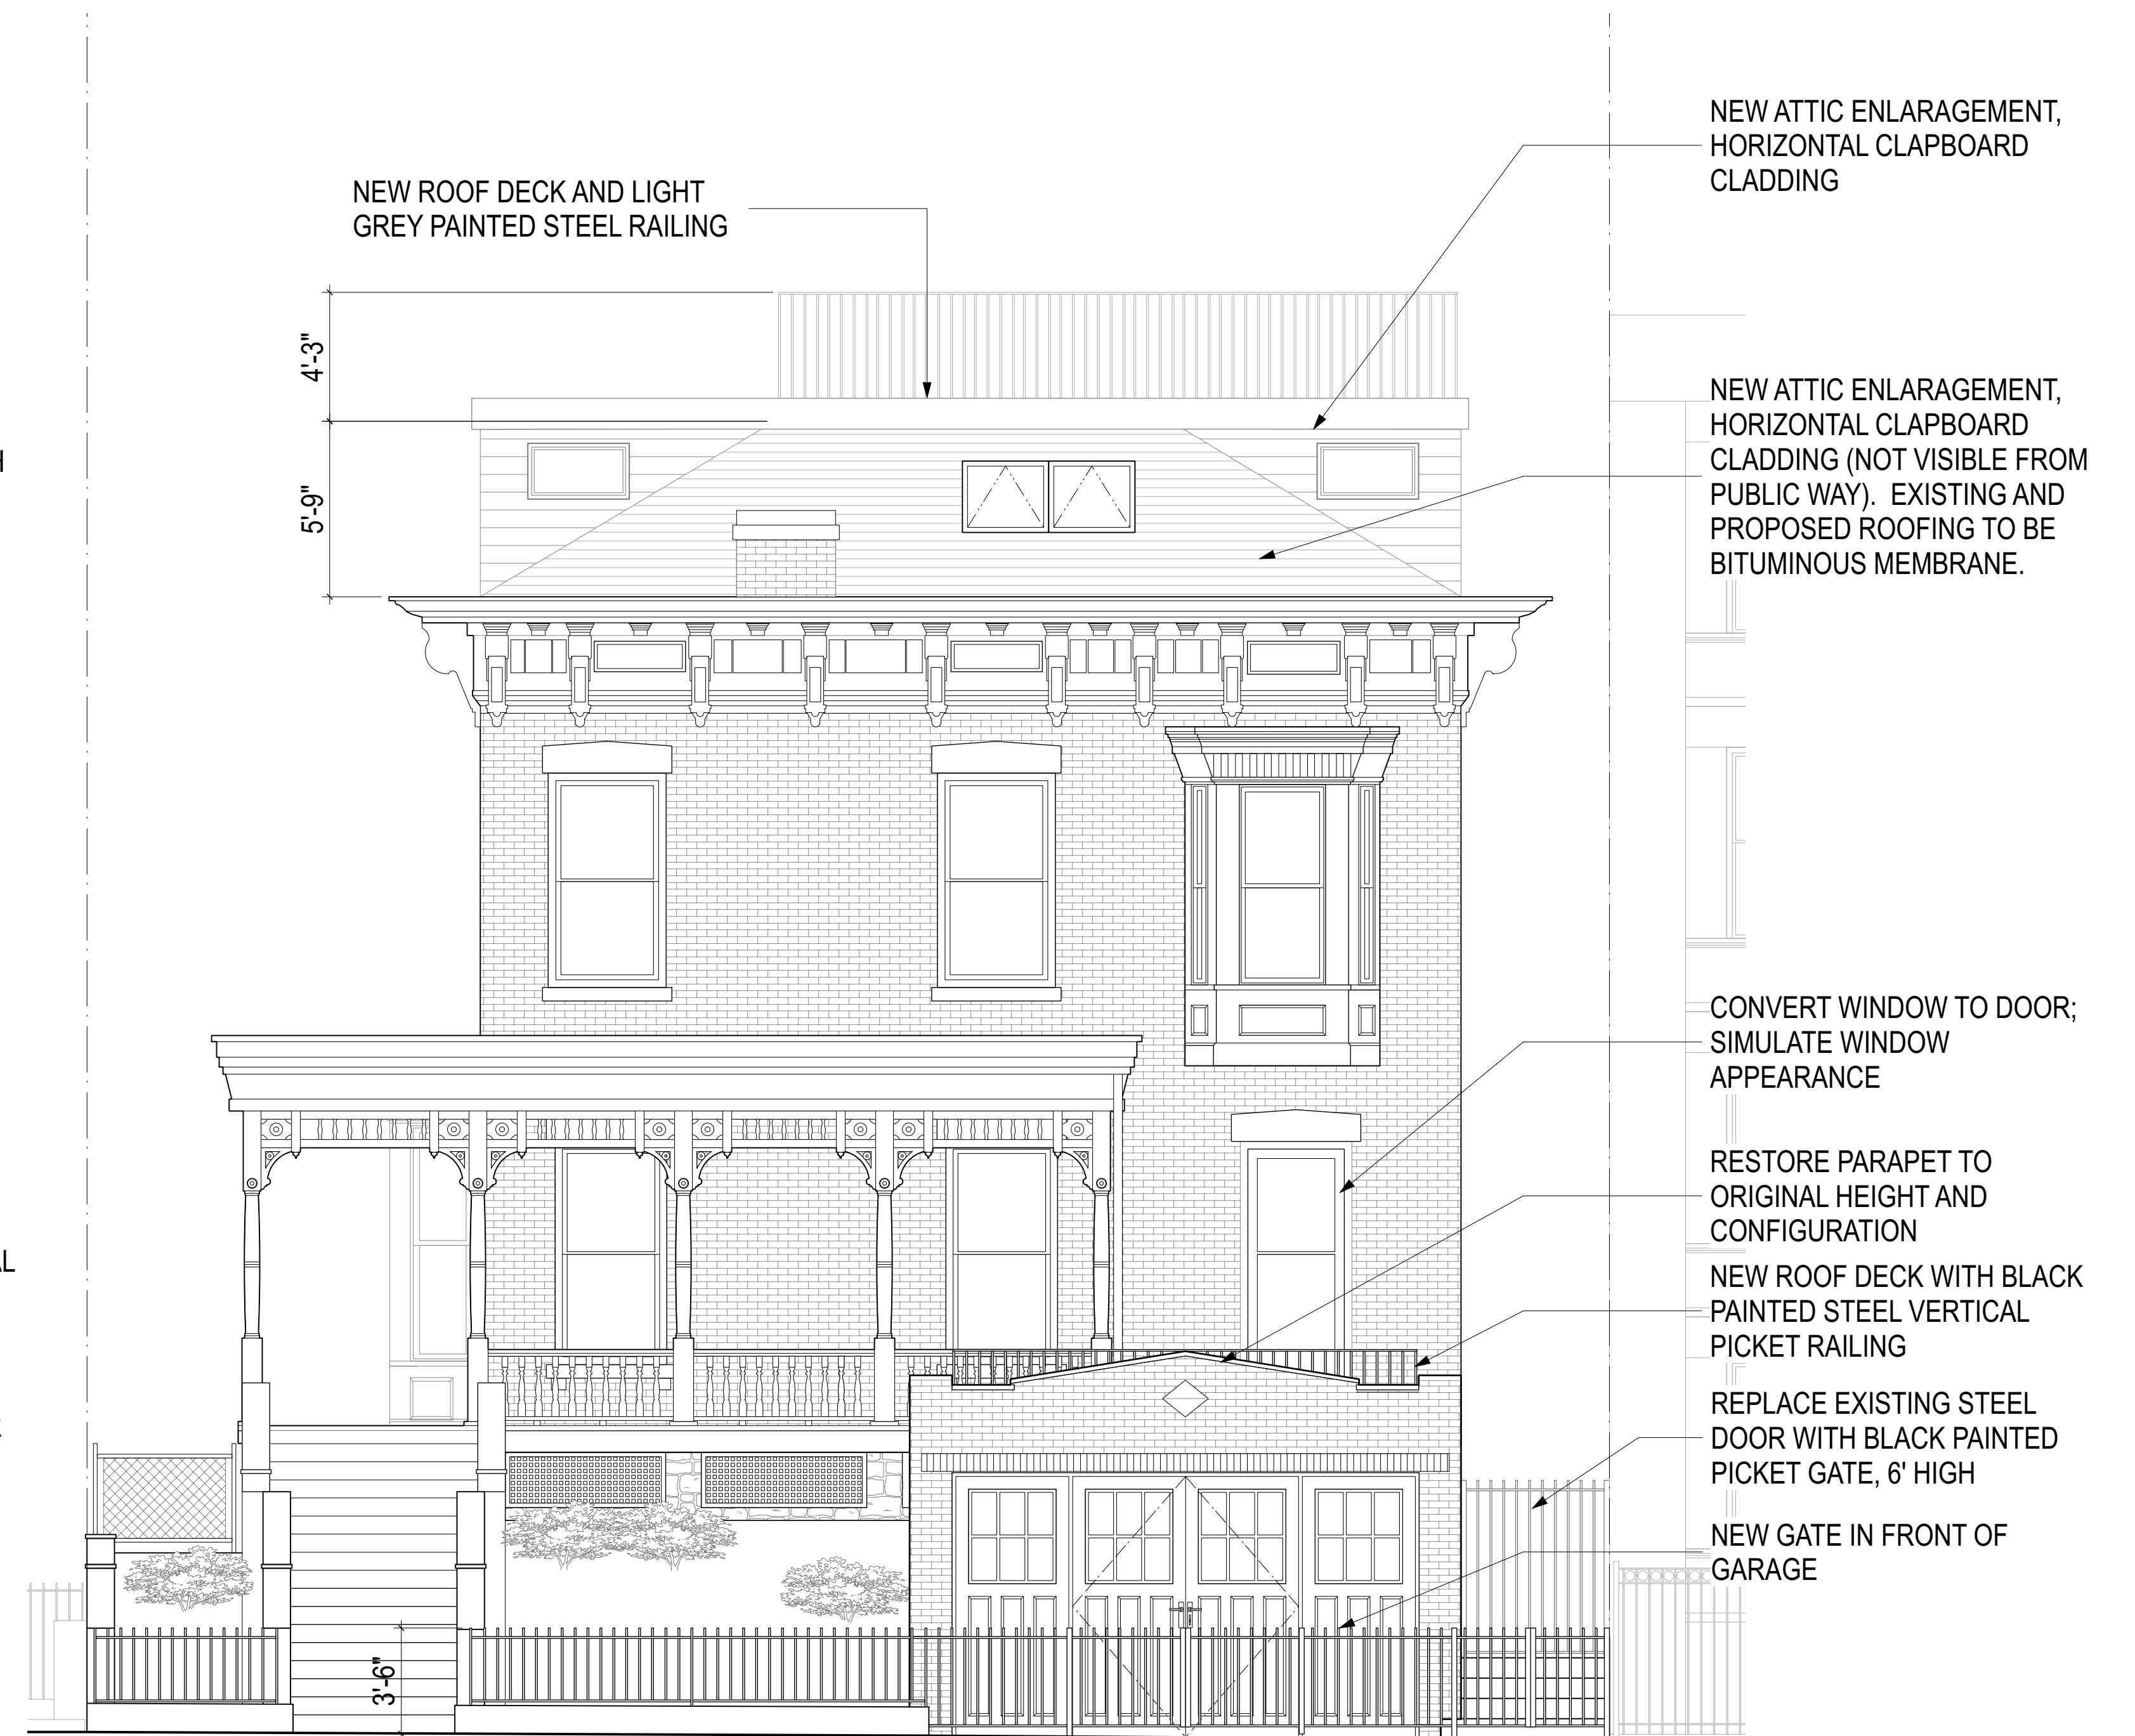 NEW ATTIC ENLARAGEMENT,
HORIZONTAL CLAPBOARD
CLADDING
NEW ROOF DECK AND LIGHT
GREY PAINTED STEEL RAILING
4'-3"
5'-9"
NEW ATTIC ENLARAGEMENT,
HORIZONTAL CLAPBOARD
CLADDING (NOT VISIBLE FROM
PUBLIC WAY). EXISTING AND
PROPOSED ROOFING TO BE
BITUMINOUS MEMBRANE.
CONVERT WINDOW TO DOOR;
SIMULATE WINDOW
APPEARANCE
RESTORE PARAPET TO
ORIGINAL HEIGHT AND
CONFIGURATION
NEW ROOF DECK WITH BLACK
PAINTED STEEL VERTICAL
PICKET RAILING
REPLACE EXISTING STEEL
DOOR WITH BLACK PAINTED
PICKET GATE, 6' HIGH
NEW GATE IN FRONT OF
GARAGE
3'-6"